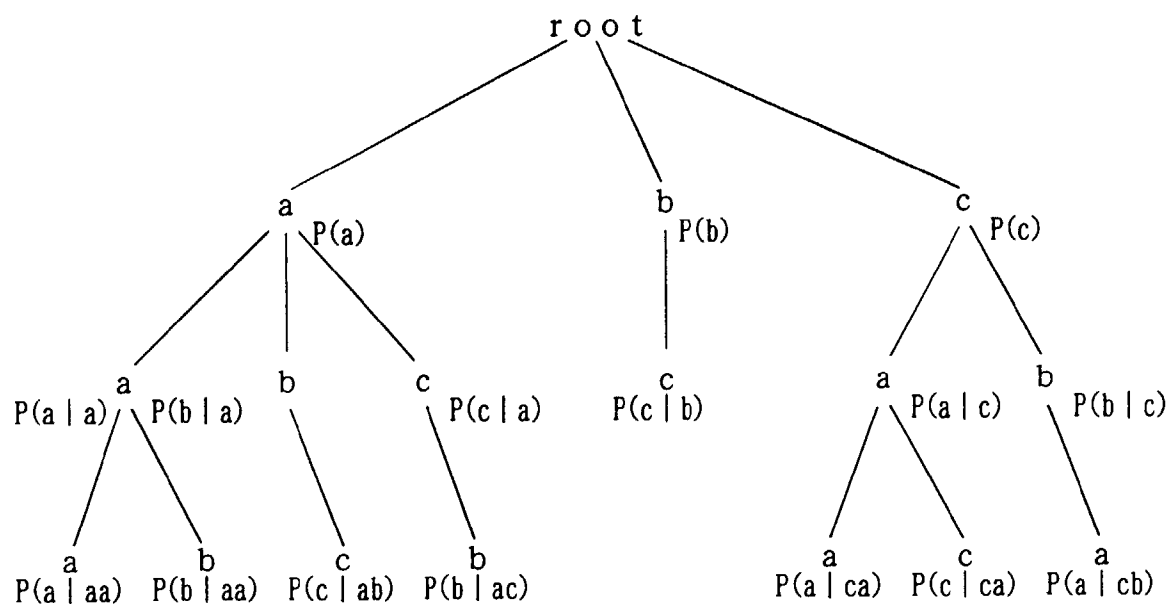 root
a b c
P(a) P(b) P(c)
a b c c a b
P(a | a) P(b | a) P(c | a) P(c | b) P(a | c) P(b | c)
a b c b a c a
P(a | aa) P(b | aa) P(c | ab) P(b | ac) P(a | ca) P(c | ca) P(a | cb)